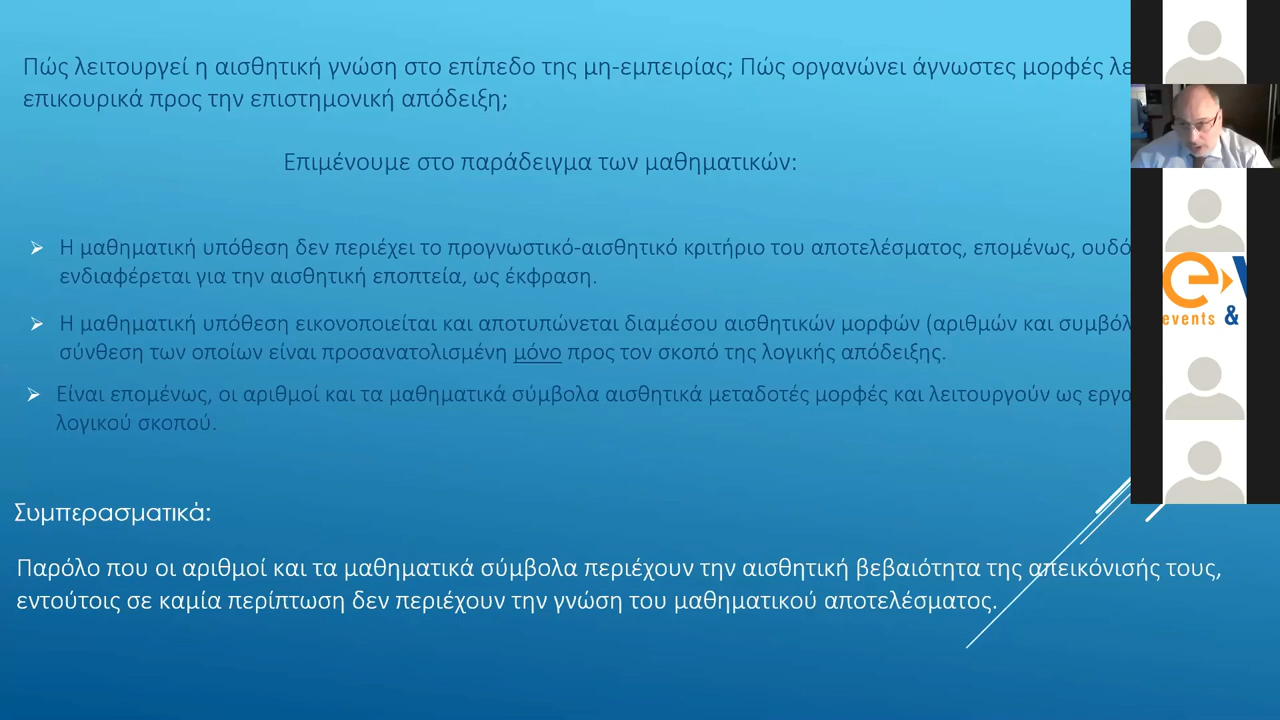 Πώς λειτουργεί η αισθητική γνώση στο επίπεδο της μη-εμπειρίας; Πώς οργανώνει άγνωστες μορφές
επικουρικά προς την επιστημονική απόδειξη;
Επιμένουμε στο παράδειγμα των μαθηματικών:
Η μαθηματική υπόθεση δεν περιέχει το προγνωστικό-αισθητικό κριτήριο του αποτελέσματος, επομένως,
ενδιαφέρεται για την αισθητική εποπτεία, ως έκφραση.
Η μαθηματική υπόθεση εικονοποιείται και αποτυπώνεται διαμέσου αισθητικών μορφών (αριθμών και
σύνθεση των οποίων είναι προσανατολισμένη μόνο προς τον σκοπό της λογικής απόδειξης.
Είναι επομένως, οι αριθμοί και τα μαθηματικά σύμβολα αισθητικά μεταδοτές μορφές και λειτουργούν ως
λογικού σκοπού.
Συμπερασματικά:
Παρόλο που οι αριθμοί και τα μαθηματικά σύμβολα περιέχουν την αισθητική βεβαιότητα της απεικόνισής τους,
εντούτοις σε καμία περίπτωση δεν περιέχουν την γνώση του μαθηματικού αποτελέσματος.
events &